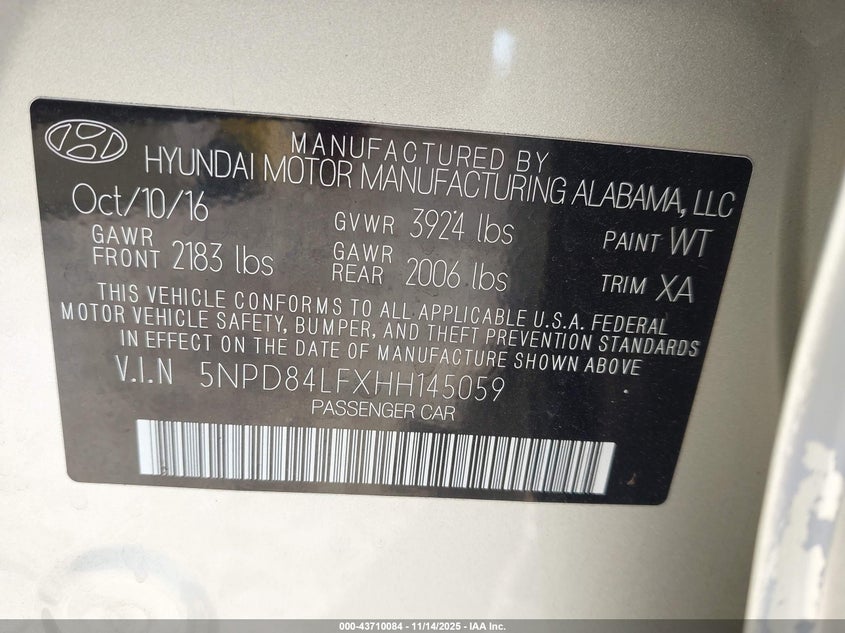 MANUFACTURED BY
HYUNDAI MOTOR MANUFACTURING ALABAMA, LLC
Oct/10/16 GVWR 3924 lbs PAINT WT
GAWR FRONT 2183 lbs GAWR REAR 2006 lbs TRIM XA
THIS VEHICLE CONFORMS TO ALL APPLICABLE U.S.A. FEDERAL
MOTOR VEHICLE SAFETY, BUMPER, AND THEFT PREVENTION STANDARDS
IN EFFECT ON THE DATE OF MANUFACTURE SHOWN ABOVE
V.I.N 5NPD84LFXHH145059
PASSENGER CAR
000-43710084 - 11/14/2025 - IAA Inc.